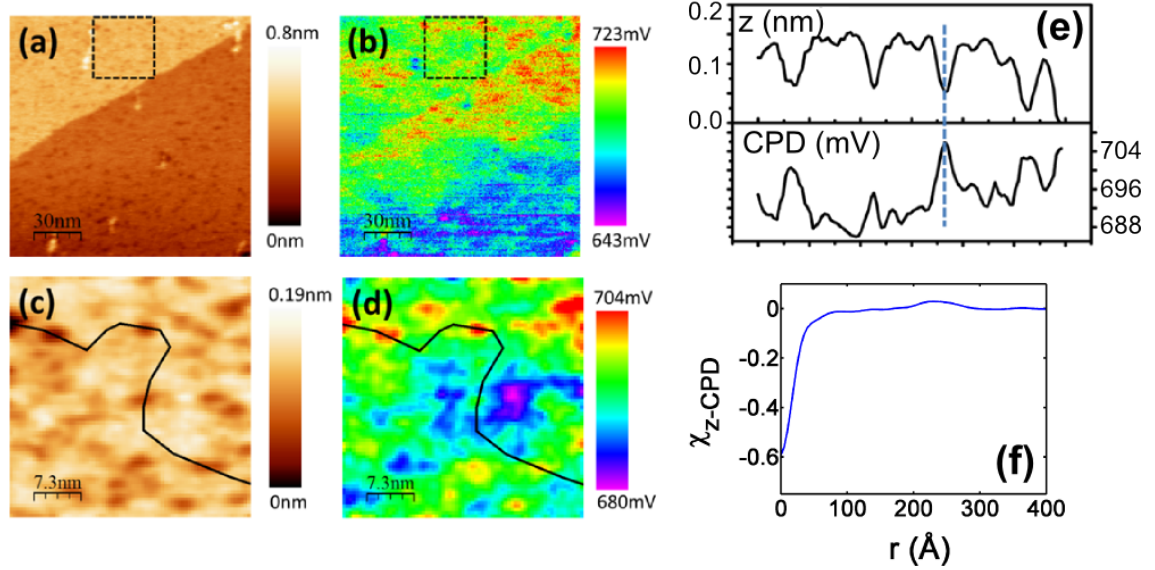 (a)
0.8nm
30nm
0nm
(b)
723mV
30nm
643mV
(c)
0.19nm
7.3nm
0nm
(d)
704mV
7.3nm
680mV
0.2
z (nm)
(e)
0.1
0.0
CPD (mV)
704
696
688
0
-0.2
-0.4
-0.6
χz-CPD
(f)
0 100 200 300 400
r (Å)